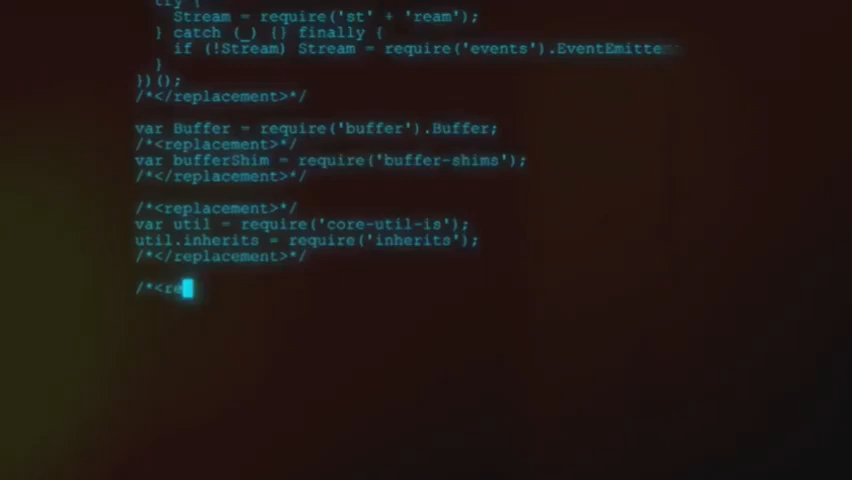 try {
Stream = require('st' + 'ream');
} catch (_) {} finally {
if (!Stream) Stream = require('events').EventEmitte
}
})();
/*</replacement>*/
var Buffer = require('buffer').Buffer;
/*<replacement>*/
var bufferShim = require('buffer-shims');
/*</replacement>*/
/*<replacement>*/
var util = require('core-util-is');
util.inherits = require('inherits');
/*</replacement>*/
/*<re